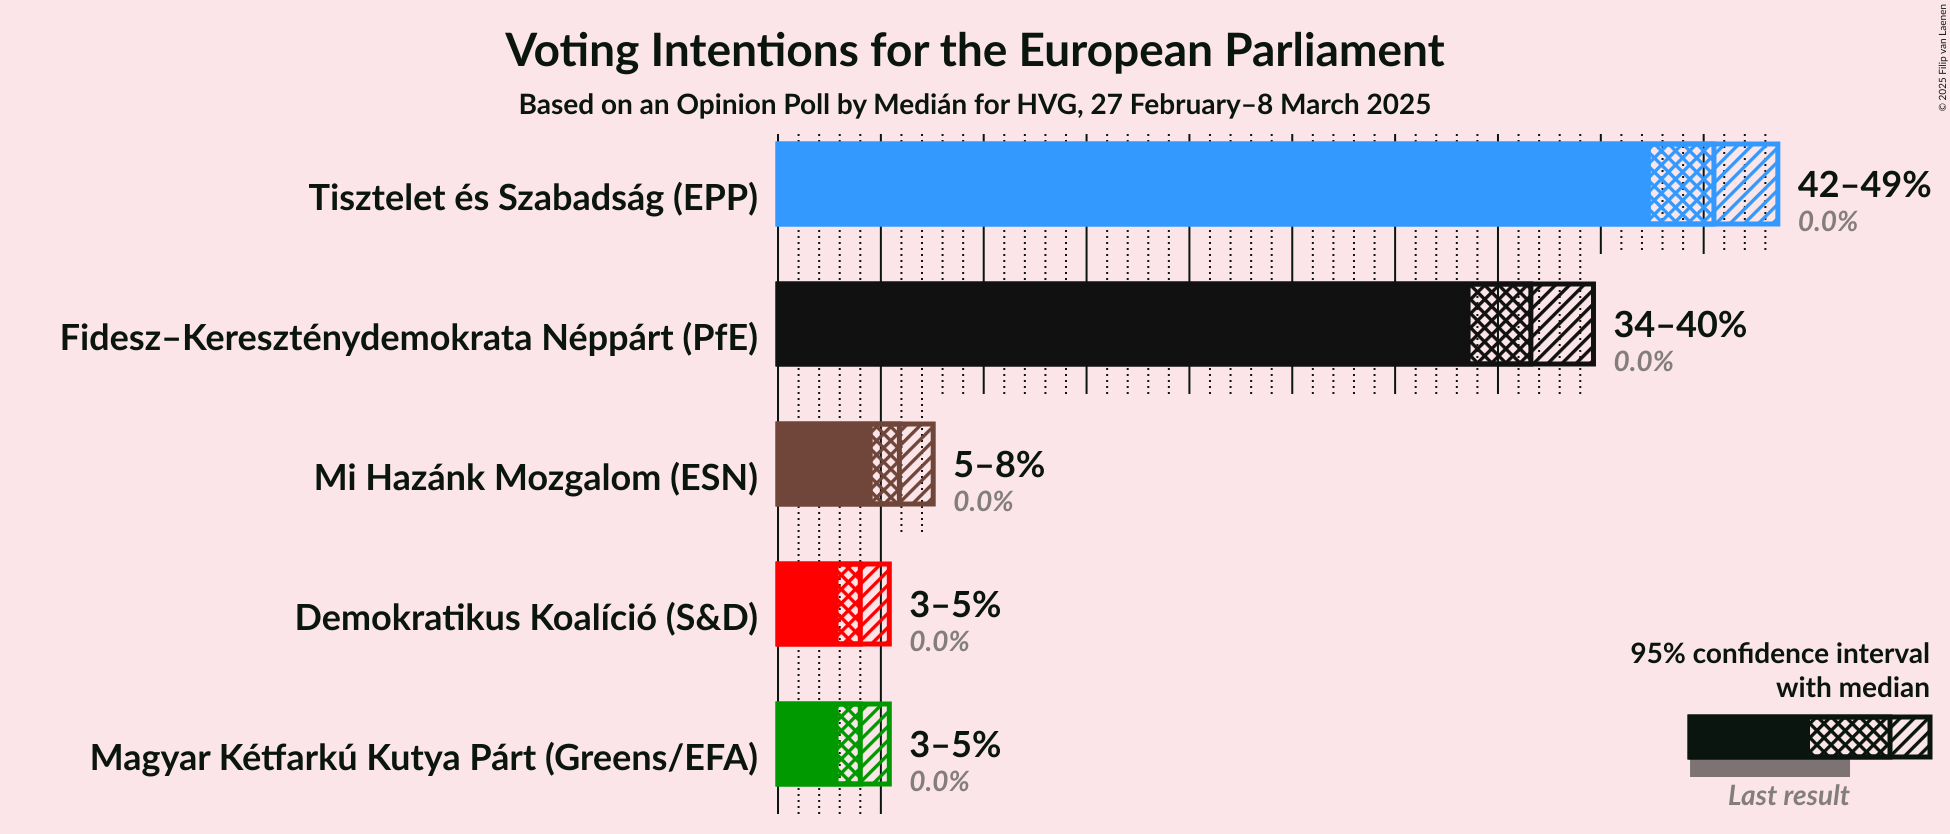 Voting Intentions for the European Parliament
Based on an Opinion Poll by Medián for HVG, 27 February–8 March 2025
© 2025 Filip van Laenen
Tisztelet és Szabadság (EPP)
42–49%
0.0%
Fidesz–Kereszténydemokrata Néppárt (PfE)
34–40%
0.0%
Mi Hazánk Mozgalom (ESN)
5–8%
0.0%
Demokratikus Koalíció (S&D)
3–5%
0.0%
Magyar Kétfarkú Kutya Párt (Greens/EFA)
3–5%
0.0%
95% confidence interval
with median
Last result